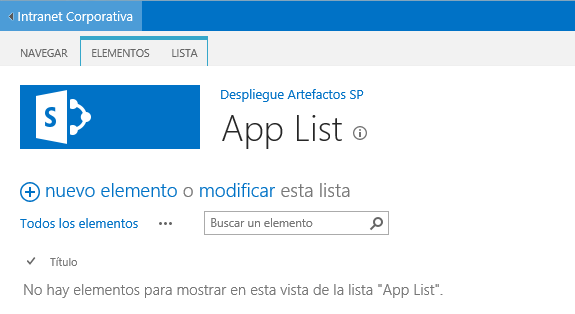 Intranet Corporativa
NAVEGAR ELEMENTOS LISTA
Despliegue Artefactos SP
S
App List
nuevo elemento o modificar esta lista
Todos los elementos ... Buscar un elemento
Título
No hay elementos para mostrar en esta vista de la lista "App List".